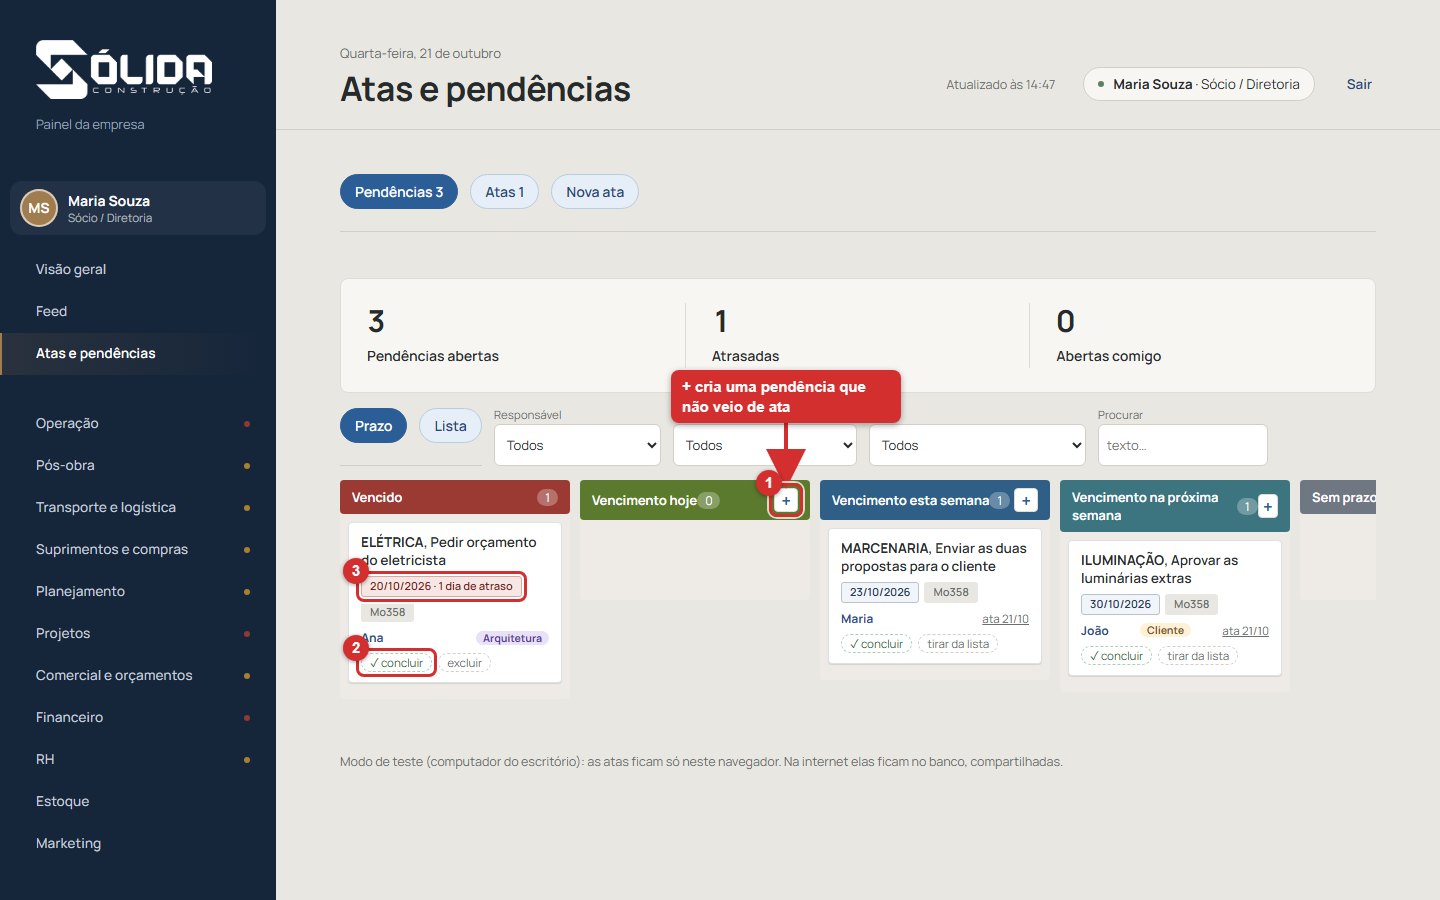 SÓLIDA
CONSTRUÇÃO
Painel da empresa
MS
Maria Souza
Sócio / Diretoria
Visão geral
Feed
Atas e pendências
Operação
Pós-obra
Transporte e logística
Suprimentos e compras
Planejamento
Projetos
Comercial e orçamentos
Financeiro
RH
Estoque
Marketing
Quarta-feira, 21 de outubro
Atas e pendências
Atualizado às 14:47
Maria Souza · Sócio / Diretoria
Sair
Pendências 3
Atas 1
Nova ata
3
Pendências abertas
1
Atrasadas
0
Abertas comigo
+ cria uma pendência que
não veio de ata
Prazo
Lista
Responsável
Todos
Todos
Todos
Procurar
texto...
Vencido
1
ELÉTRICA, Pedir orçamento
do eletricista
3
20/10/2026 · 1 dia de atraso
Mo358
Ana
Arquitetura
2
✓ concluir
excluir
Vencimento hoje
0
1
+
Vencimento esta semana
1
+
MARCENARIA, Enviar as duas
propostas para o cliente
23/10/2026
Mo358
Maria
ata 21/10
✓ concluir
tirar da lista
Vencimento na próxima
semana
1
+
ILUMINAÇÃO, Aprovar as
luminárias extras
30/10/2026
Mo358
João
Cliente
ata 21/10
✓ concluir
tirar da lista
Sem prazo
Modo de teste (computador do escritório): as atas ficam só neste navegador. Na internet elas ficam no banco, compartilhadas.